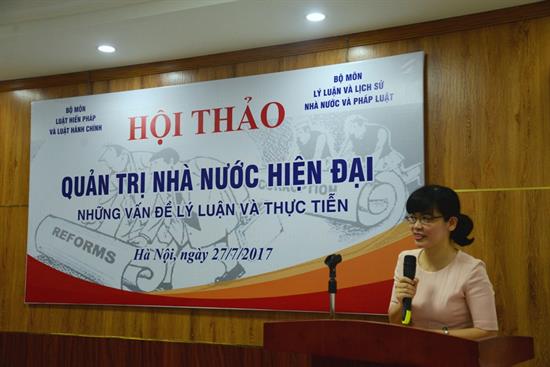 BỘ MÔN
LUẬT HIẾN PHÁP
VÀ LUẬT HÀNH CHÍNH
BỘ MÔN
LÝ LUẬN VÀ LỊCH SỬ
NHÀ NƯỚC VÀ PHÁP LUẬT
HỘI THẢO
QUẢN TRỊ NHÀ NƯỚC HIỆN ĐẠI
CORRUPTION
NHỮNG VẤN ĐỀ LÝ LUẬN VÀ THỰC TIỄN
REFORMS
Hà Nội, ngày 27/7/2017